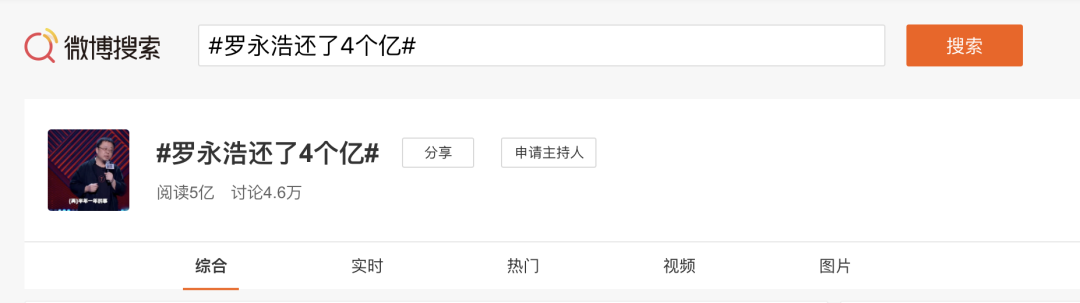 微博搜索 #罗永浩还了4个亿# 搜索
#罗永浩还了4个亿# 分享 申请主持人
阅读5亿 讨论4.6万
综合 实时 热门 视频 图片